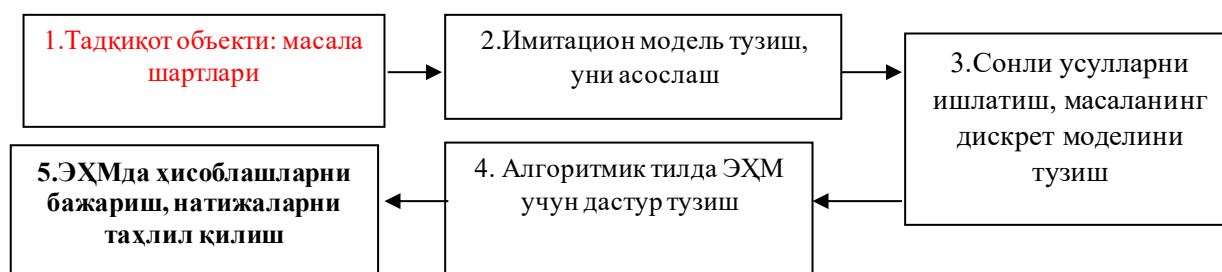 1.Тадқиқот объекти: масала
шартлари
2.Имитацион модель тузиш,
уни асослаш
3.Сонли усулларни
ишлатиш, масаланинг
дискрет моделини
тузиш
4. Алгоритмик тилда ЭҲМ
учун дастур тузиш
5.ЭҲМда ҳисоблашларни
бажариш, натижаларни
таҳлил қилиш